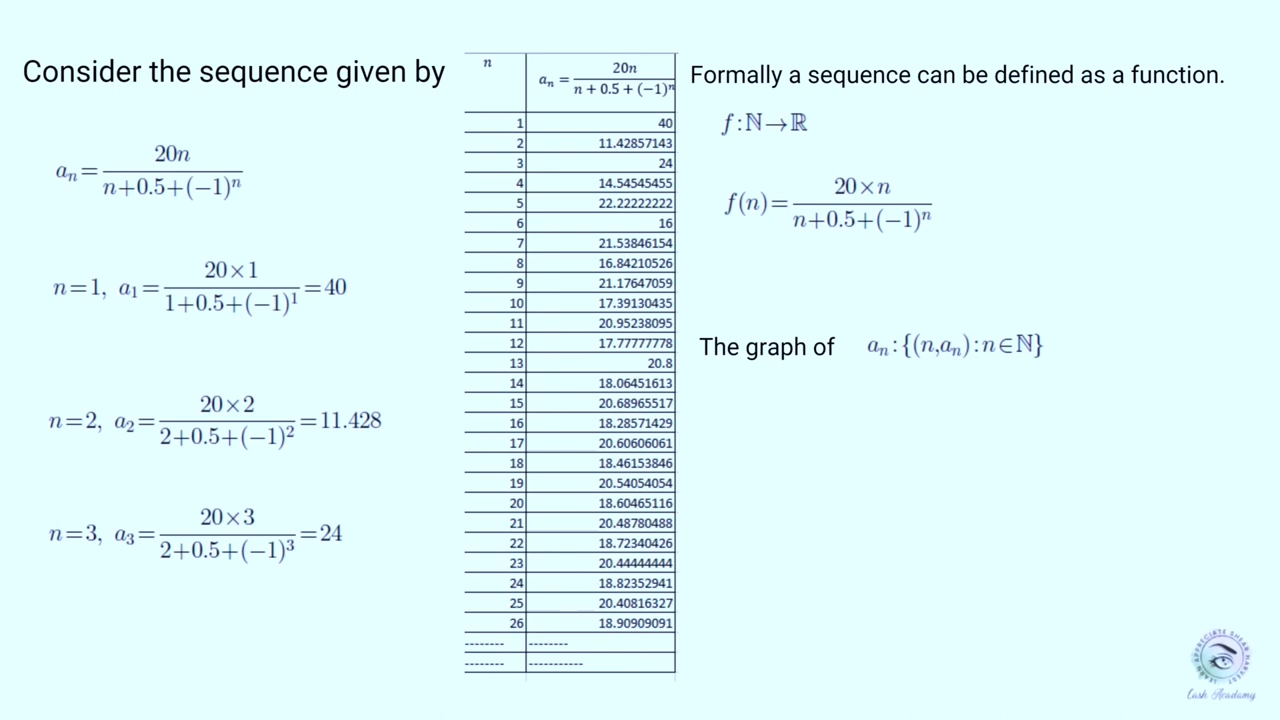 Consider the sequence given by
a_n = 20n / (n+0.5+(−1)^n)
n=1, a_1 = (20×1) / (1+0.5+(−1)^1) = 40
n=2, a_2 = (20×2) / (2+0.5+(−1)^2) = 11.428
n=3, a_3 = (20×3) / (2+0.5+(−1)^3) = 24
n a_n = 20n / (n + 0.5 + (−1)^n)
1 40
2 11.42857143
3 24
4 14.54545455
5 22.22222222
6 16
7 21.53846154
8 16.84210526
9 21.17647059
10 17.39130435
11 20.95238095
12 17.77777778
13 20.8
14 18.06451613
15 20.68965517
16 18.28571429
17 20.60606061
18 18.46153846
19 20.54054054
20 18.60465116
21 20.48780488
22 18.72340426
23 20.44444444
24 18.82352941
25 20.40816327
26 18.90909091
-------- --------
-------- -----------
Formally a sequence can be defined as a function.
f:ℕ→ℝ
f(n) = (20×n) / (n+0.5+(−1)^n)
The graph of a_n:{(n,a_n):n∈ℕ}
LEARN APPRECIATE SHEAR HARVEST
Lash Acadamy